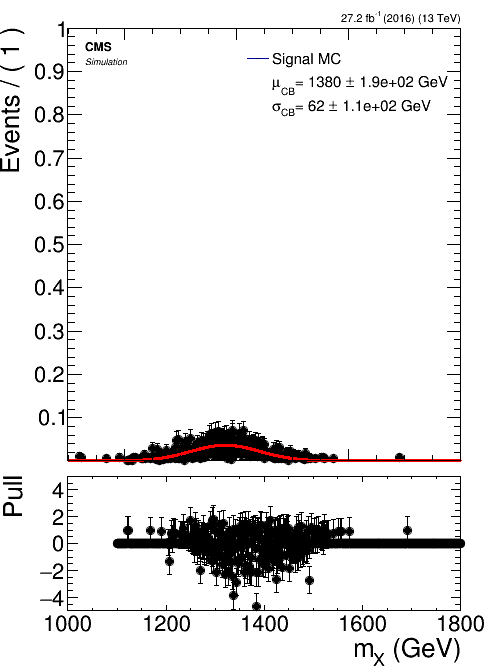 27.2 fb⁻¹ (2016) (13 TeV)
CMS
Simulation
Signal MC
μ_CB = 1380 ± 1.9e+02 GeV
σ_CB = 62 ± 1.1e+02 GeV
Events / ( 1 )
1
0.9
0.8
0.7
0.6
0.5
0.4
0.3
0.2
0.1
Pull
4
2
0
−2
−4
1000 1200 1400 1600 1800
m_X (GeV)